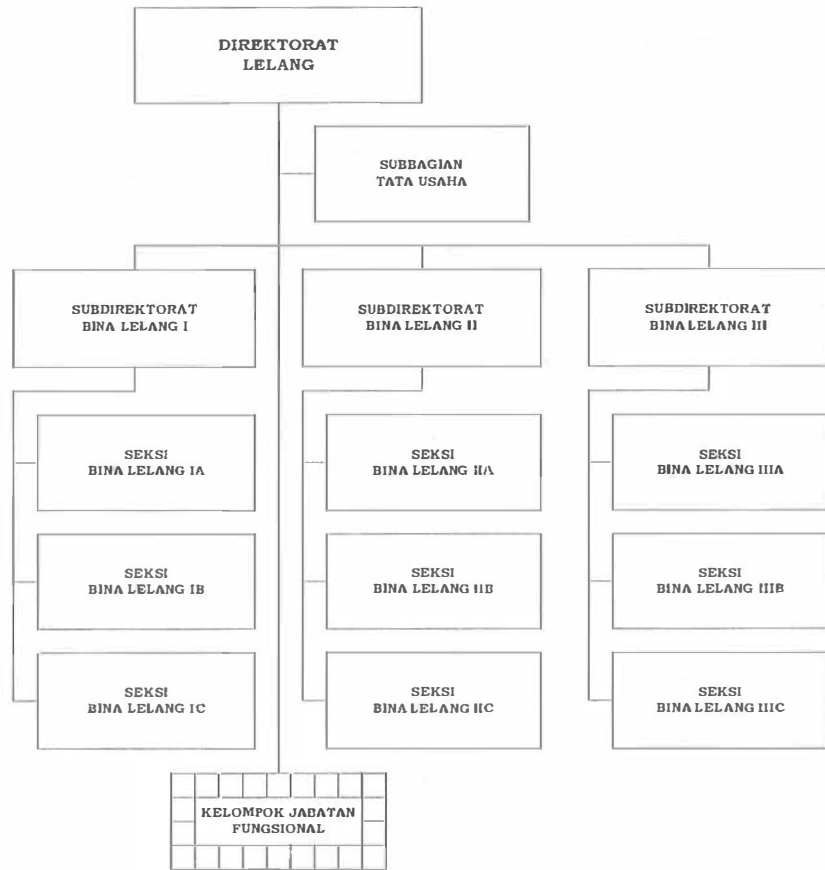 DIREKTORAT
LELANG
SUBBAGIAN
TATA USAHA
SUBDIREKTORAT
BINA LELANG I
SUBDIREKTORAT
BINA LELANG II
SUBDIREKTORAT
BINA LELANG III
SEKSI
BINA LELANG IA
SEKSI
BINA LELANG IIA
SEKSI
BINA LELANG IIIA
SEKSI
BINA LELANG IB
SEKSI
BINA LELANG IIB
SEKSI
BINA LELANG IIIB
SEKSI
BINA LELANG IC
SEKSI
BINA LELANG IIC
SEKSI
BINA LELANG IIIC
KELOMPOK JABATAN
FUNGSIONAL